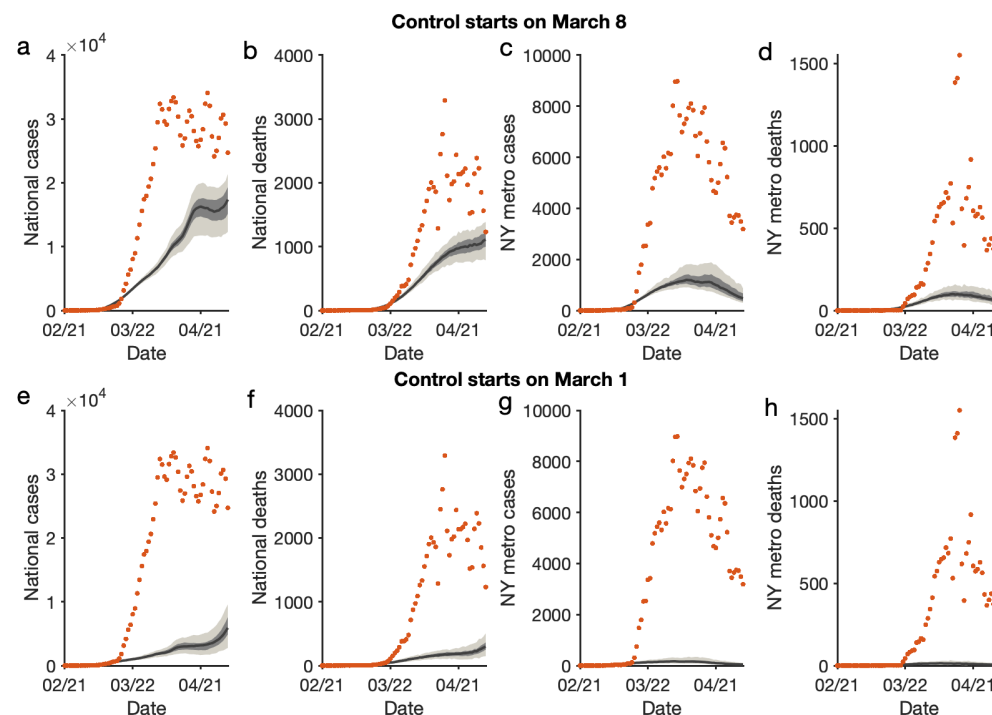 Control starts on March 8
a
×10⁴
National cases
4
3
2
1
0
02/21
03/22
04/21
Date
b
National deaths
4000
3000
2000
1000
0
02/21
03/22
04/21
Date
c
NY metro cases
10000
8000
6000
4000
2000
0
02/21
03/22
04/21
Date
d
NY metro deaths
1500
1000
500
0
02/21
03/22
04/21
Date
Control starts on March 1
e
×10⁴
National cases
4
3
2
1
0
02/21
03/22
04/21
Date
f
National deaths
4000
3000
2000
1000
0
02/21
03/22
04/21
Date
g
NY metro cases
10000
8000
6000
4000
2000
0
02/21
03/22
04/21
Date
h
NY metro deaths
1500
1000
500
0
02/21
03/22
04/21
Date